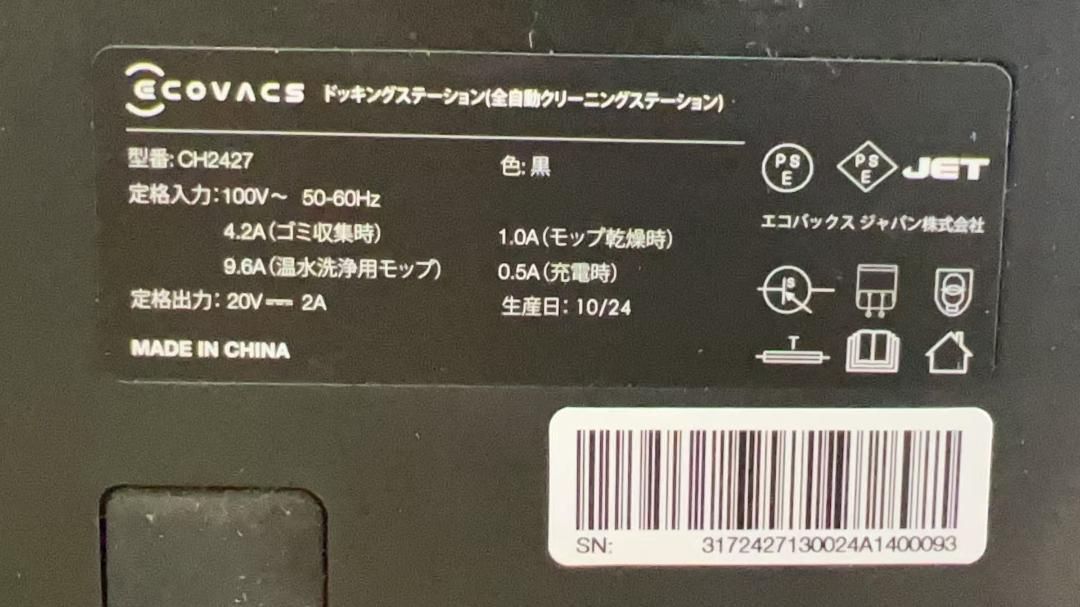 ECOVACS ドッキングステーション(全自動クリーニングステーション)
型番: CH2427 色: 黒
定格入力: 100V～ 50-60Hz
4.2A(ゴミ収集時) 1.0A(モップ乾燥時)
9.6A(温水洗浄用モップ) 0.5A(充電時)
定格出力: 20V⎓ 2A 生産日: 10/24
MADE IN CHINA
PSE PSE JET
エコバックス ジャパン株式会社
IS
T
SN: 3172427130024A1400093